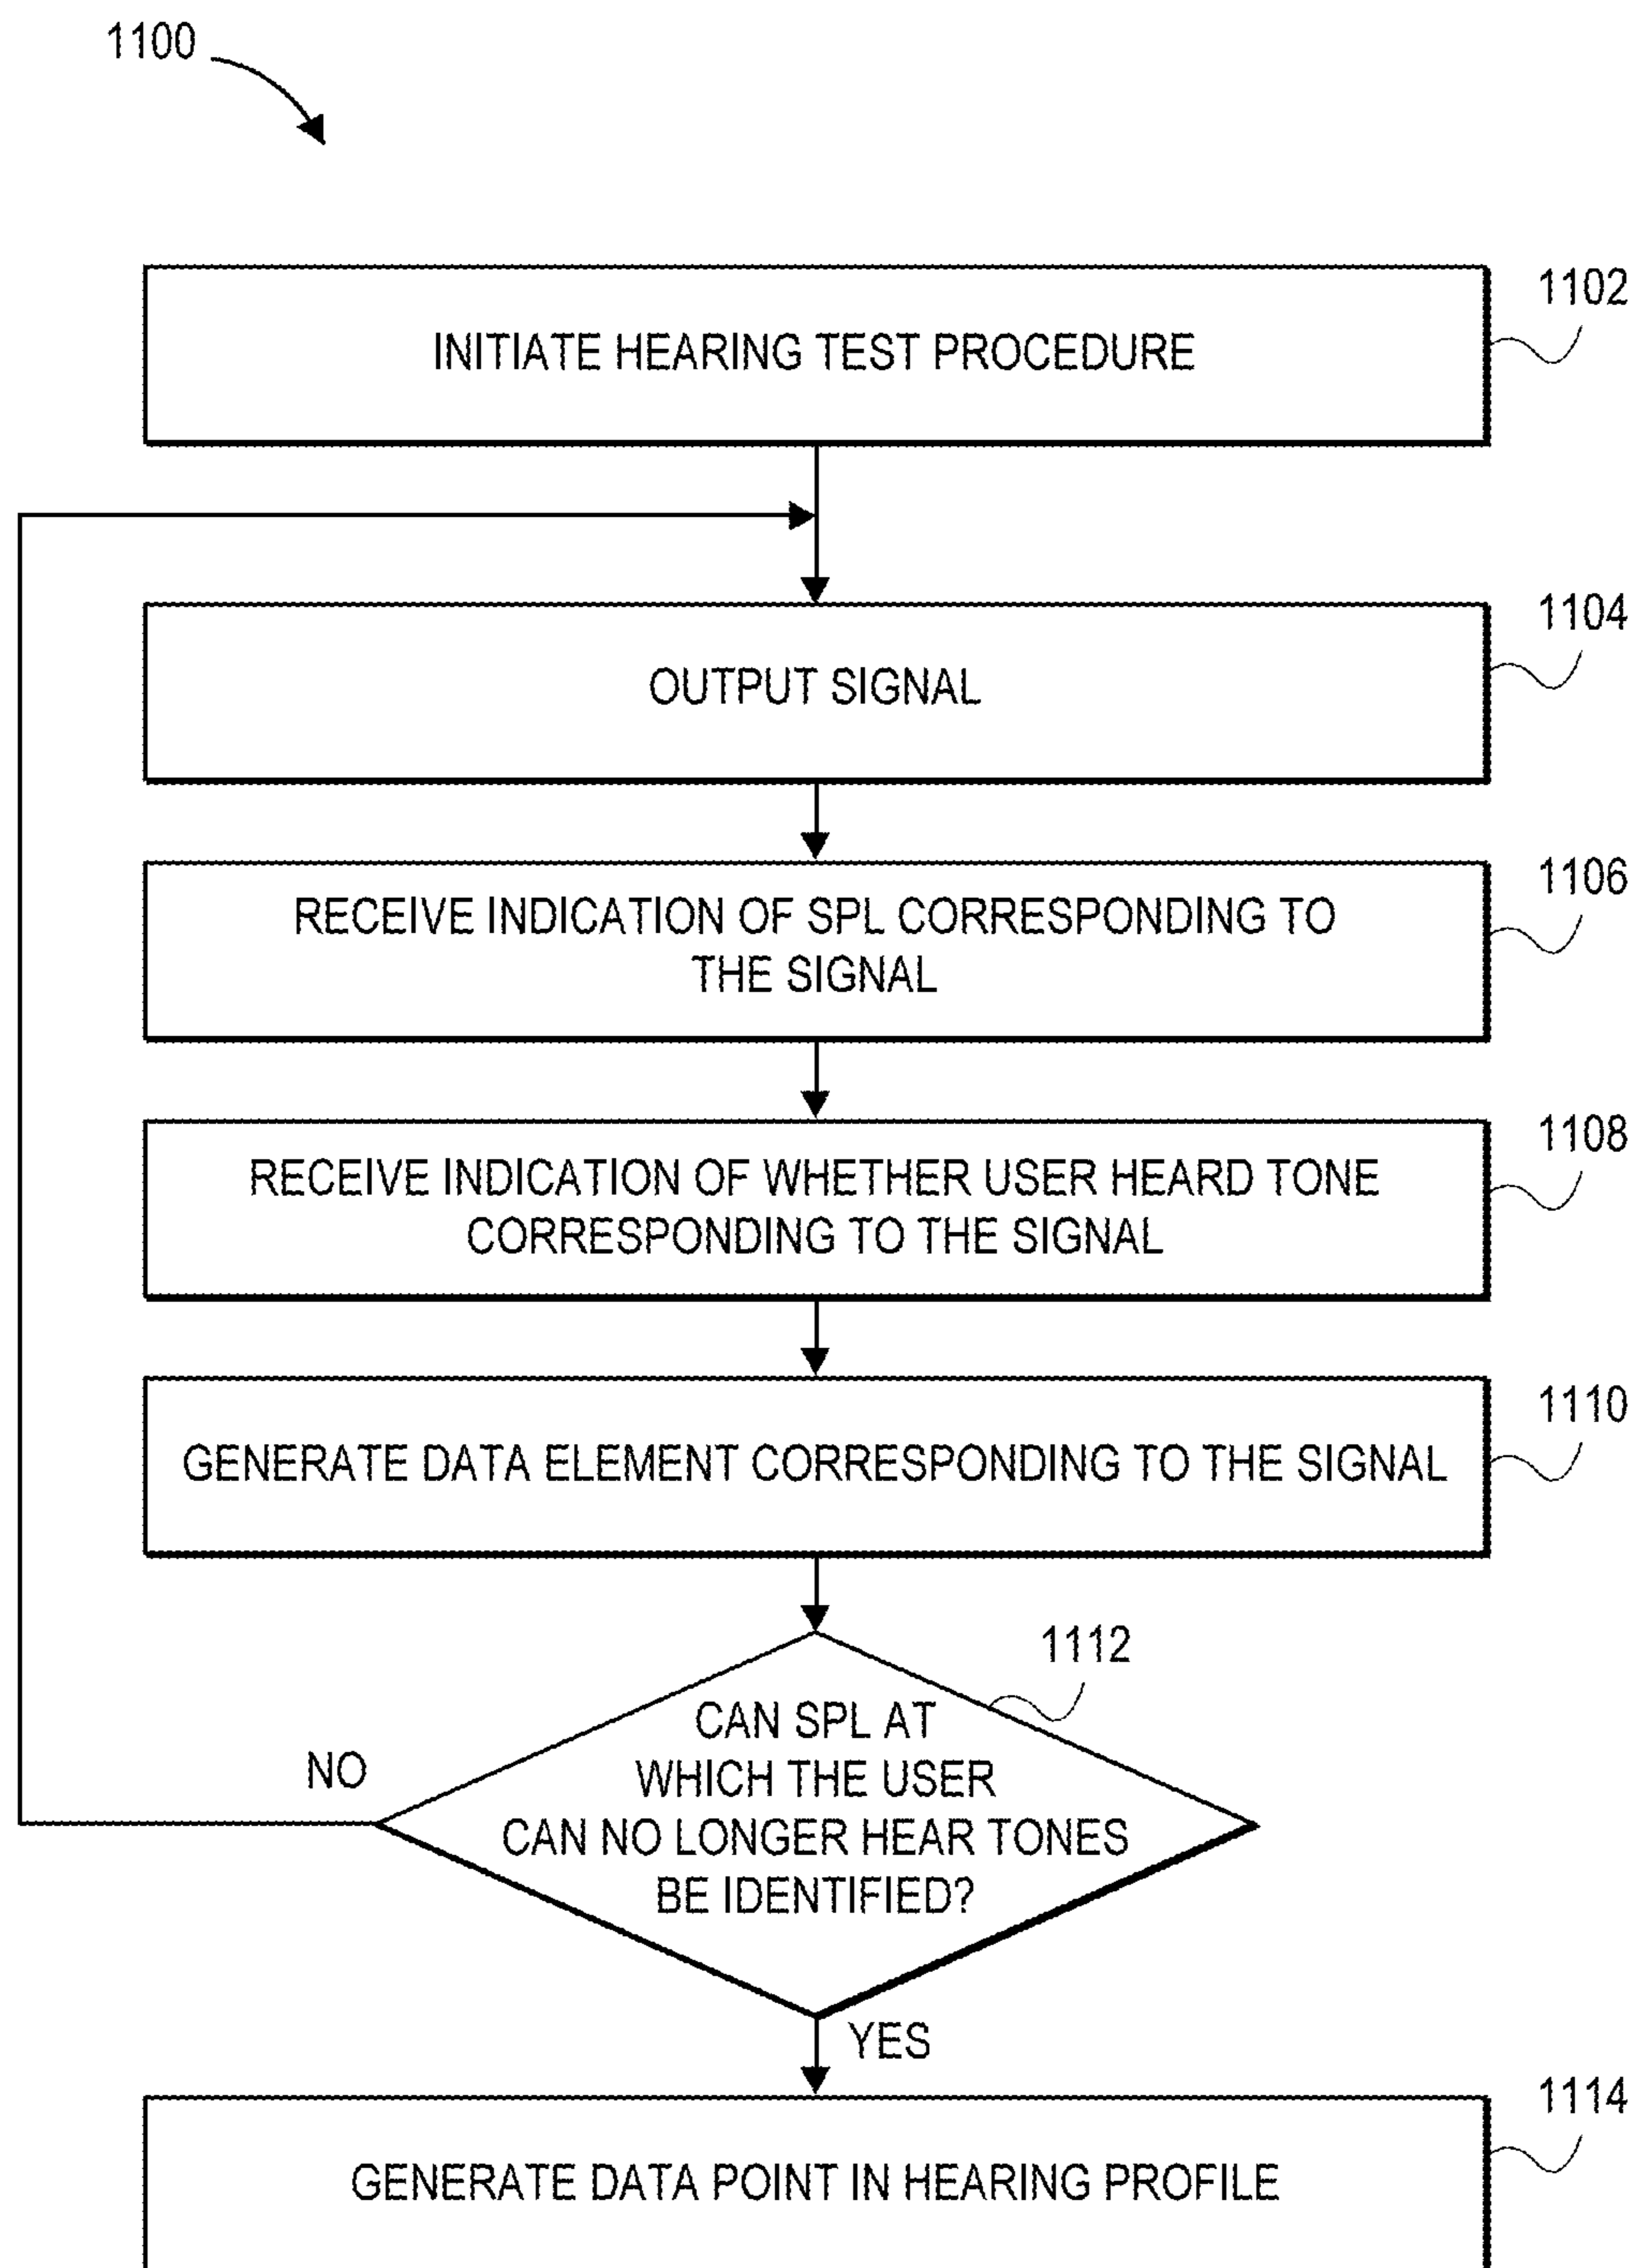 1100
INITIATE HEARING TEST PROCEDURE
1102
OUTPUT SIGNAL
1104
RECEIVE INDICATION OF SPL CORRESPONDING TO
THE SIGNAL
1106
RECEIVE INDICATION OF WHETHER USER HEARD TONE
CORRESPONDING TO THE SIGNAL
1108
GENERATE DATA ELEMENT CORRESPONDING TO THE SIGNAL
1110
CAN SPL AT
WHICH THE USER
CAN NO LONGER HEAR TONES
BE IDENTIFIED?
1112
NO
YES
GENERATE DATA POINT IN HEARING PROFILE
1114